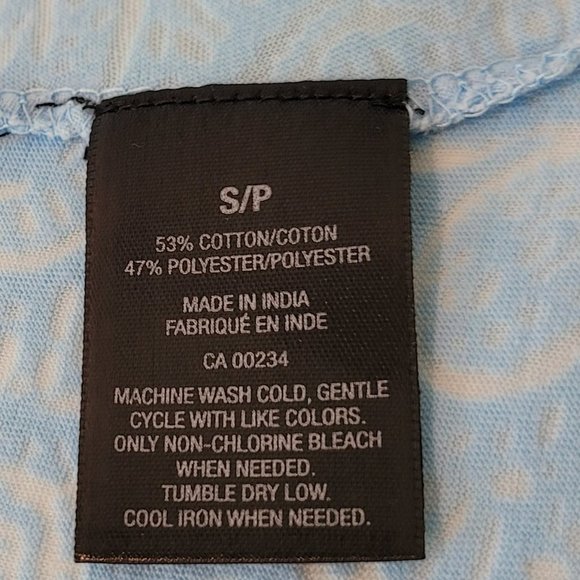 S/P
53% COTTON/COTON
47% POLYESTER/POLYESTER
MADE IN INDIA
FABRIQUÉ EN INDE
CA 00234
MACHINE WASH COLD, GENTLE
CYCLE WITH LIKE COLORS.
ONLY NON-CHLORINE BLEACH
WHEN NEEDED.
TUMBLE DRY LOW.
COOL IRON WHEN NEEDED.